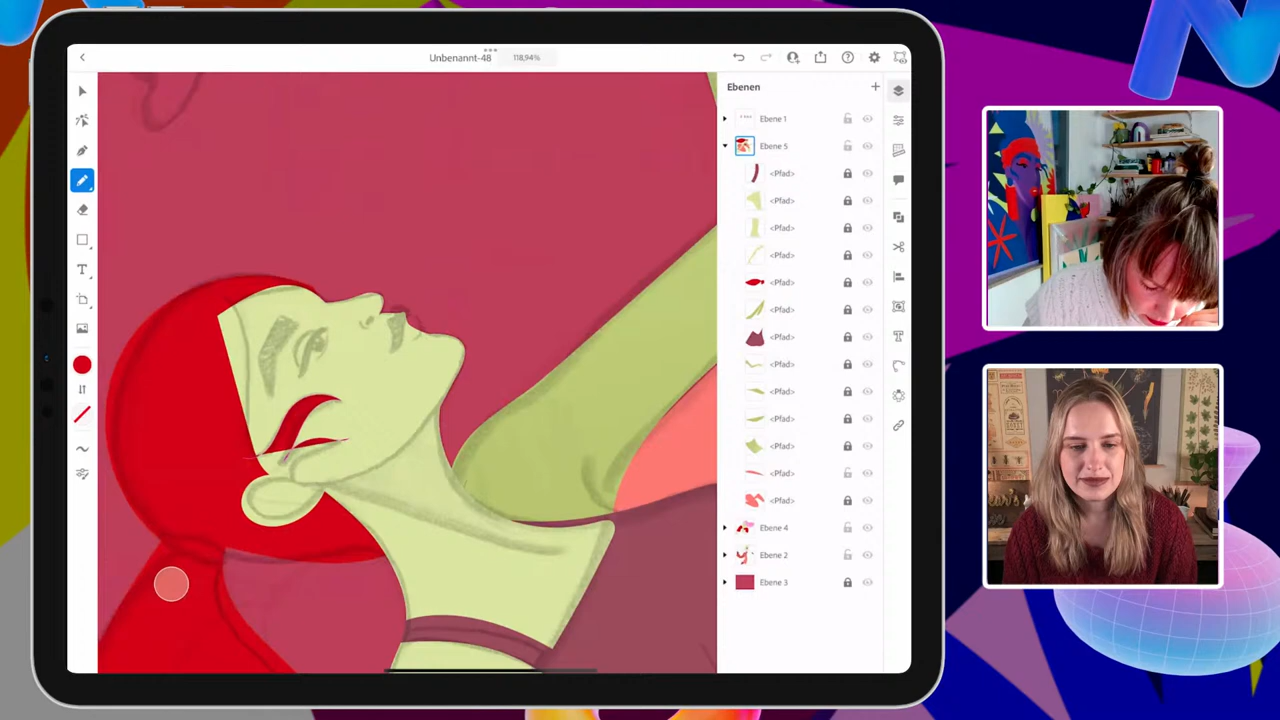 Unbenannt-48
118,94%
Ebenen
Ebene 1
Ebene 5
<Pfad>
<Pfad>
<Pfad>
<Pfad>
<Pfad>
<Pfad>
<Pfad>
<Pfad>
<Pfad>
<Pfad>
<Pfad>
<Pfad>
<Pfad>
Ebene 4
Ebene 2
Ebene 3